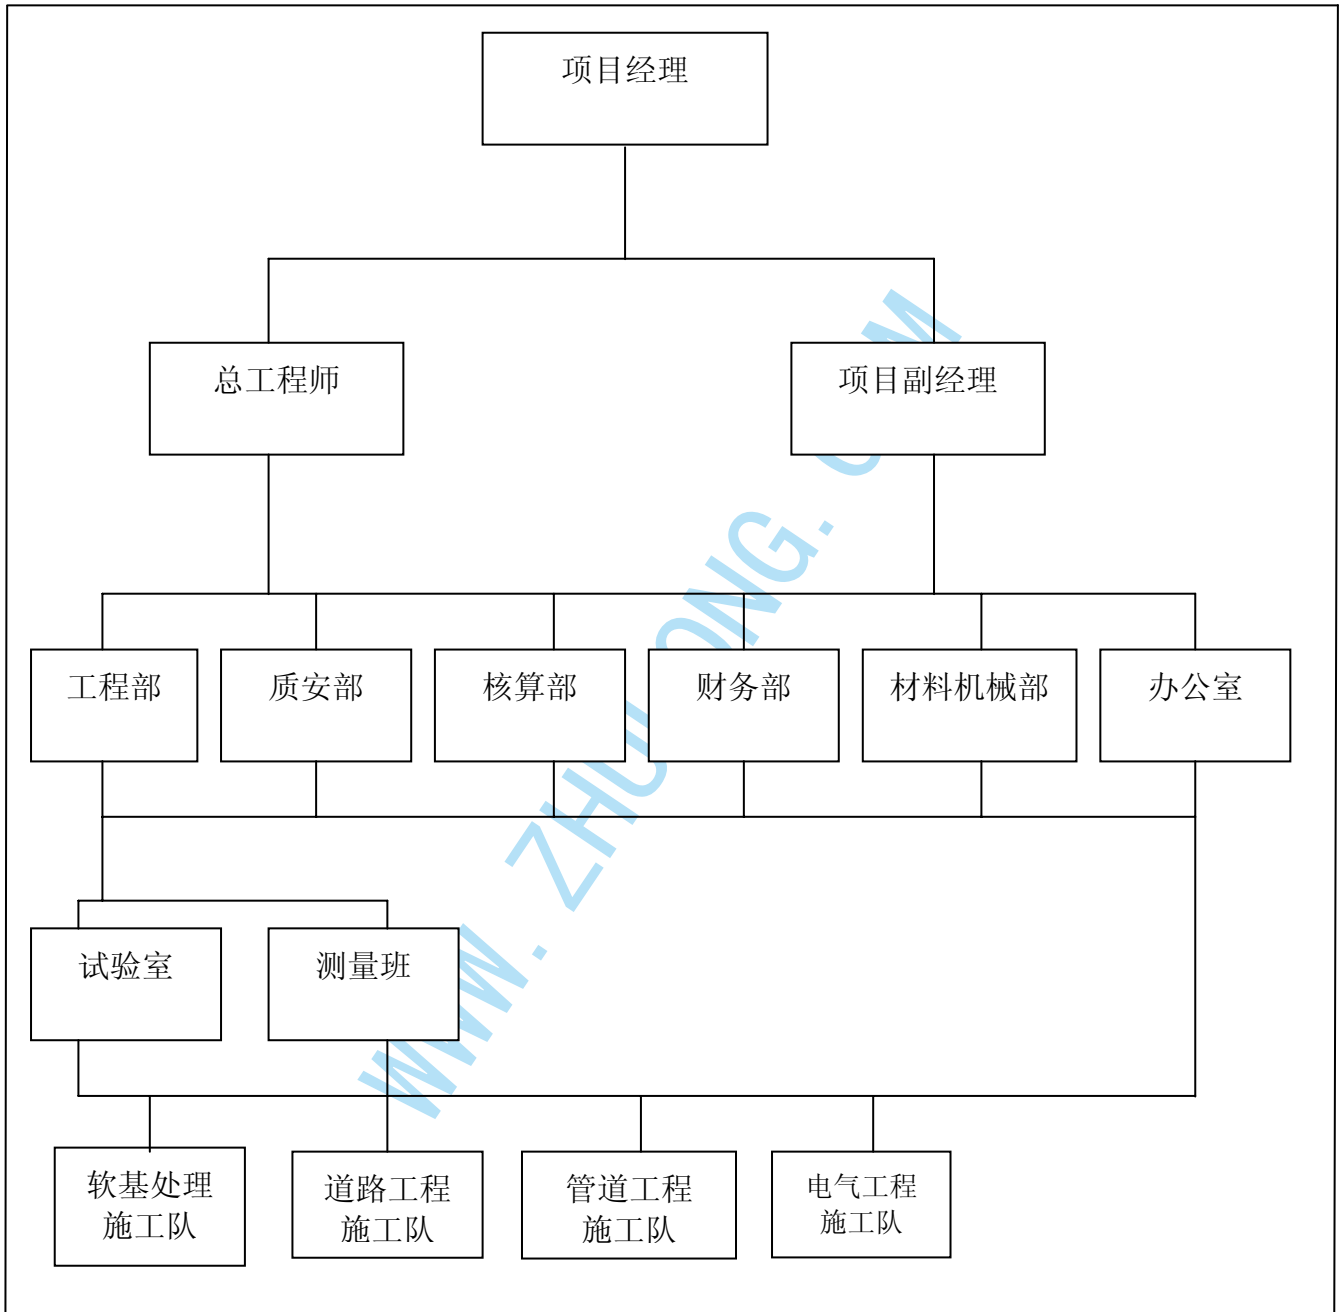 项目经理
总工程师
项目副经理
工程部
质安部
核算部
财务部
材料机械部
办公室
试验室
测量班
软基处理
施工队
道路工程
施工队
管道工程
施工队
电气工程
施工队